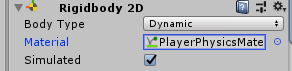 Rigidbody 2D
Body Type Dynamic
Material PlayerPhysicsMate
Simulated